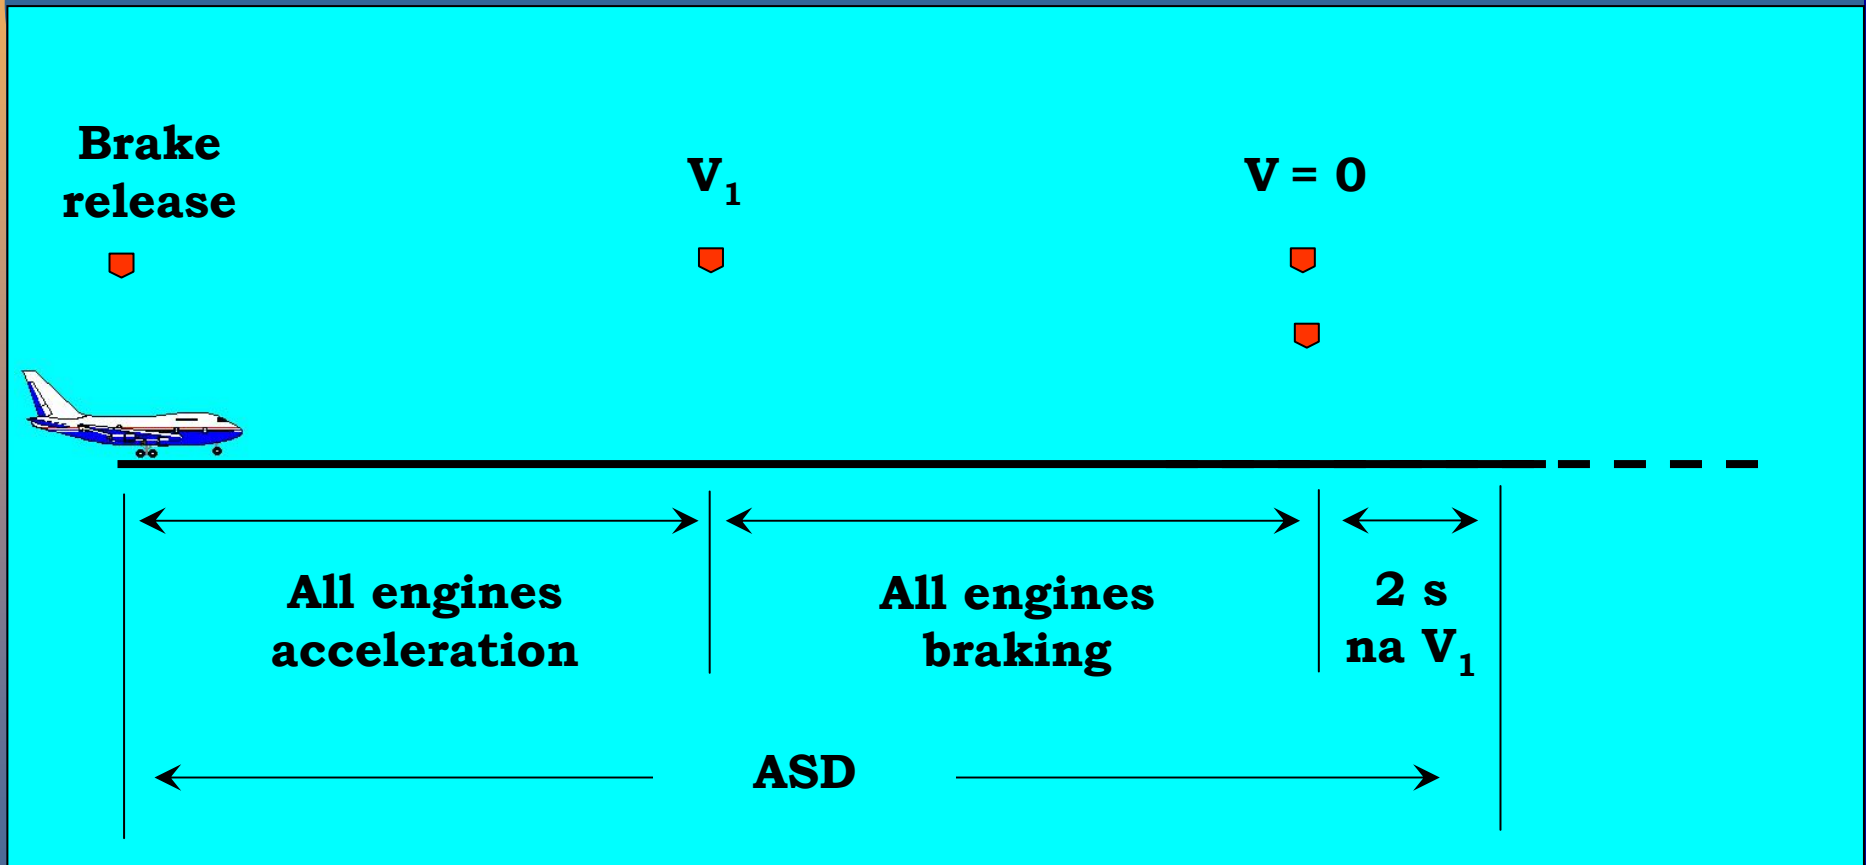 Brake
release
V₁
V = 0
All engines
acceleration
All engines
braking
2 s
na V₁
ASD